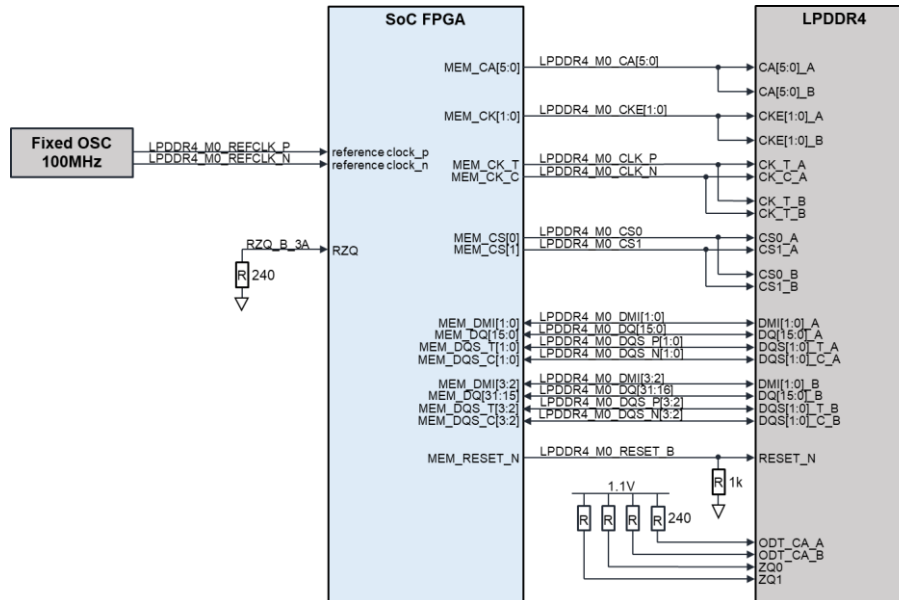 SoC FPGA
LPDDR4
MEM_CA[5:0]
LPDDR4_M0_CA[5:0]
CA[5:0]_A
CA[5:0]_B
MEM_CK[1:0]
LPDDR4_M0_CKE[1:0]
CKE[1:0]_A
CKE[1:0]_B
Fixed OSC
100MHz
LPDDR4_M0_REFCLK_P
LPDDR4_M0_REFCLK_N
reference clock_p
reference clock_n
MEM_CK_T
MEM_CK_C
LPDDR4_M0_CLK_P
LPDDR4_M0_CLK_N
CK_T_A
CK_C_A
CK_T_B
CK_T_B
RZQ_B_3A
RZQ
R 240
MEM_CS[0]
MEM_CS[1]
LPDDR4_M0_CS0
LPDDR4_M0_CS1
CS0_A
CS1_A
CS0_B
CS1_B
MEM_DMI[1:0]
MEM_DQ[15:0]
MEM_DQS_T[1:0]
MEM_DQS_C[1:0]
LPDDR4_M0_DMI[1:0]
LPDDR4_M0_DQ[15:0]
LPDDR4_M0_DQS_P[1:0]
LPDDR4_M0_DQS_N[1:0]
DMI[1:0]_A
DQ[15:0]_A
DQS[1:0]_T_A
DQS[1:0]_C_A
MEM_DMI[3:2]
MEM_DQ[31:15]
MEM_DQS_T[3:2]
MEM_DQS_C[3:2]
LPDDR4_M0_DMI[3:2]
LPDDR4_M0_DQ[31:16]
LPDDR4_M0_DQS_P[3:2]
LPDDR4_M0_DQS_N[3:2]
DMI[1:0]_B
DQ[15:0]_B
DQS[1:0]_T_B
DQS[1:0]_C_B
MEM_RESET_N
LPDDR4_M0_RESET_B
RESET_N
R 1k
1.1V
R R R R 240
ODT_CA_A
ODT_CA_B
ZQ0
ZQ1